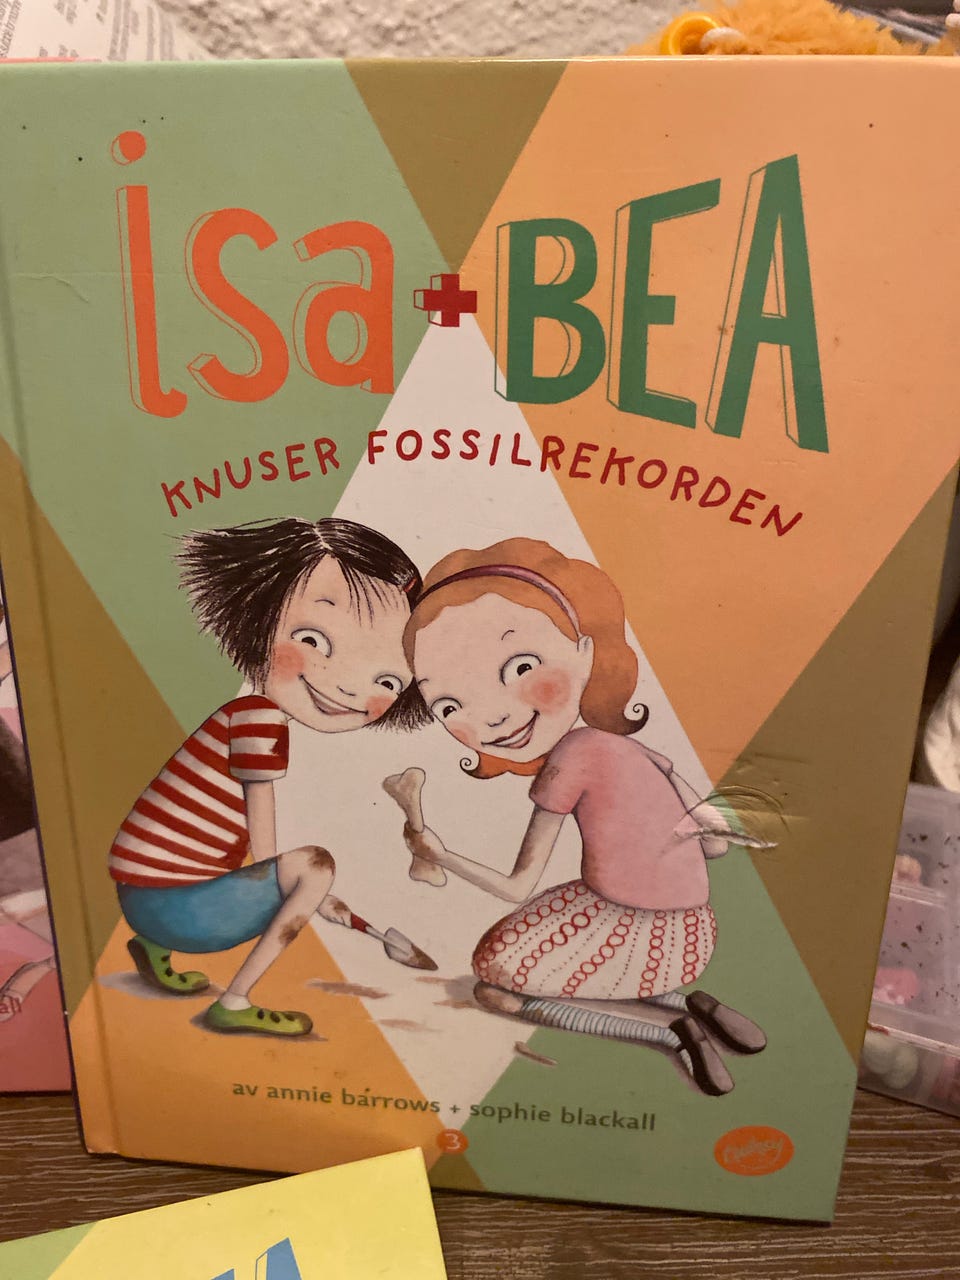 isa + BEA
KNUSER FOSSILREKORDEN
av annie barrows + sophie blackall
3